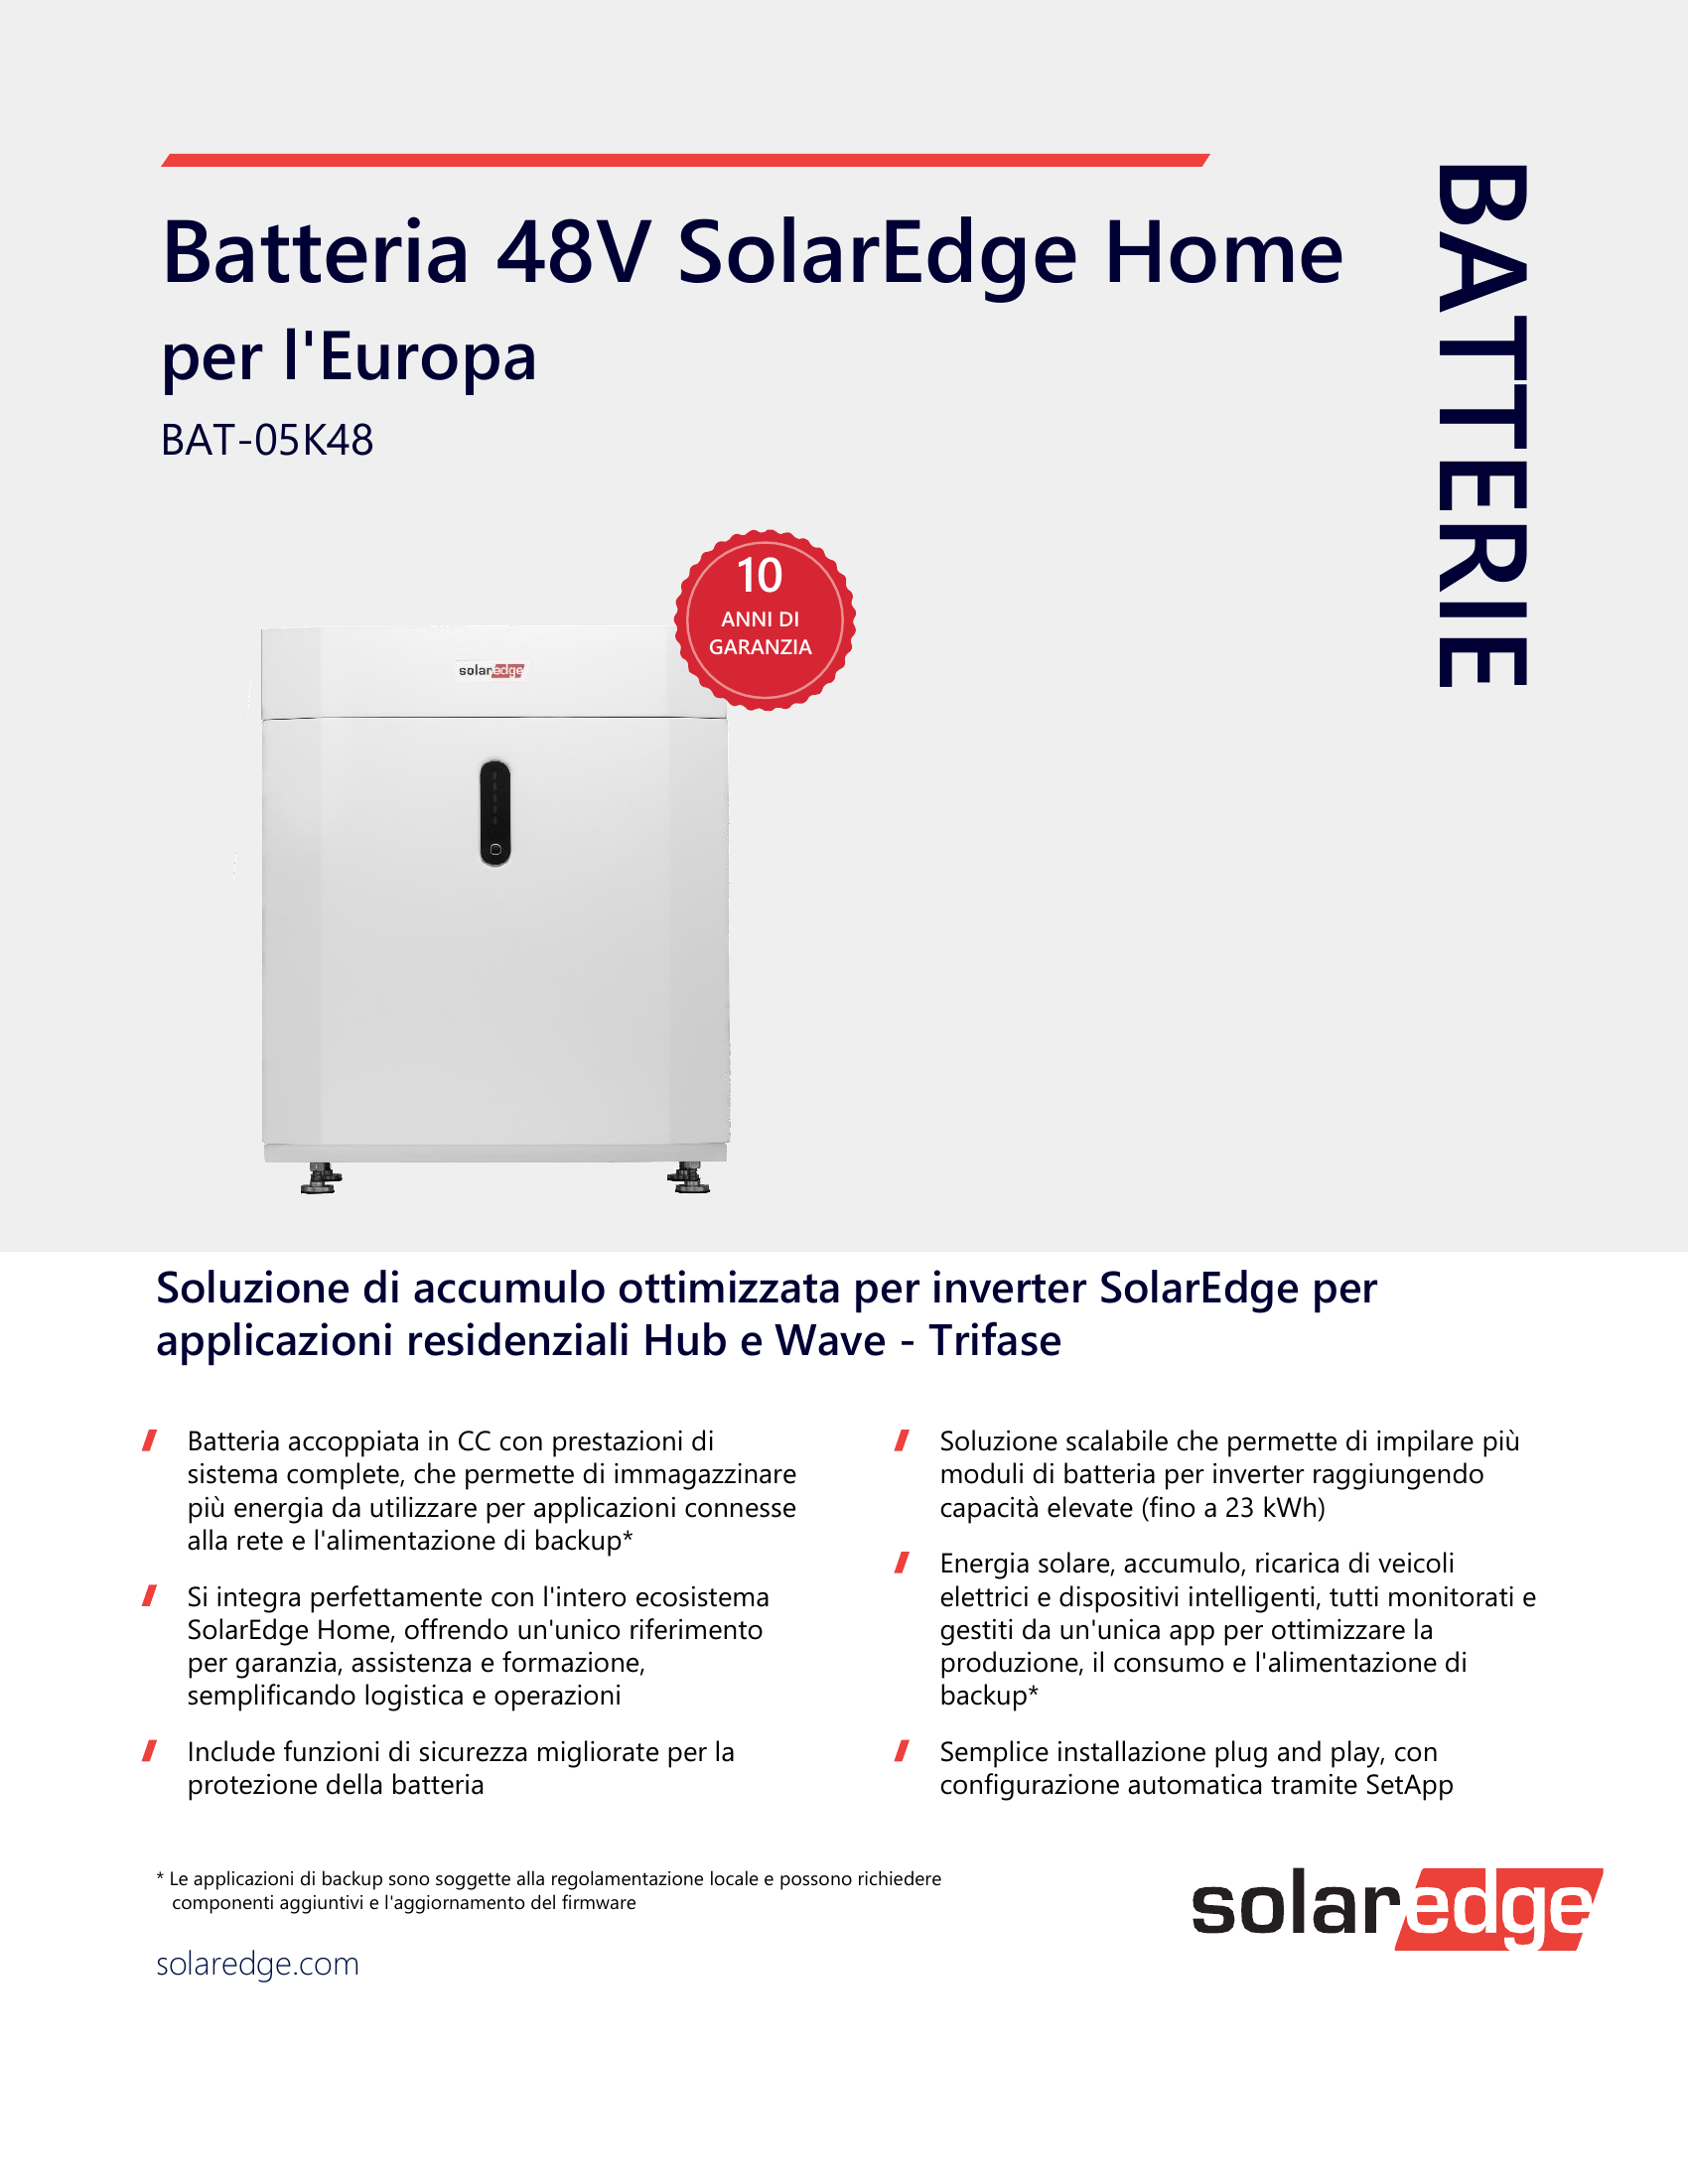 Batteria 48V SolarEdge Home
per l'Europa
BAT-05K48
BATTERIE
10
ANNI DI
GARANZIA
solaredge
Soluzione di accumulo ottimizzata per inverter SolarEdge per
applicazioni residenziali Hub e Wave - Trifase
Batteria accoppiata in CC con prestazioni di
sistema complete, che permette di immagazzinare
più energia da utilizzare per applicazioni connesse
alla rete e l'alimentazione di backup*
Si integra perfettamente con l'intero ecosistema
SolarEdge Home, offrendo un'unico riferimento
per garanzia, assistenza e formazione,
semplificando logistica e operazioni
Include funzioni di sicurezza migliorate per la
protezione della batteria
Soluzione scalabile che permette di impilare più
moduli di batteria per inverter raggiungendo
capacità elevate (fino a 23 kWh)
Energia solare, accumulo, ricarica di veicoli
elettrici e dispositivi intelligenti, tutti monitorati e
gestiti da un'unica app per ottimizzare la
produzione, il consumo e l'alimentazione di
backup*
Semplice installazione plug and play, con
configurazione automatica tramite SetApp
* Le applicazioni di backup sono soggette alla regolamentazione locale e possono richiedere
componenti aggiuntivi e l'aggiornamento del firmware
solaredge.com
solaredge